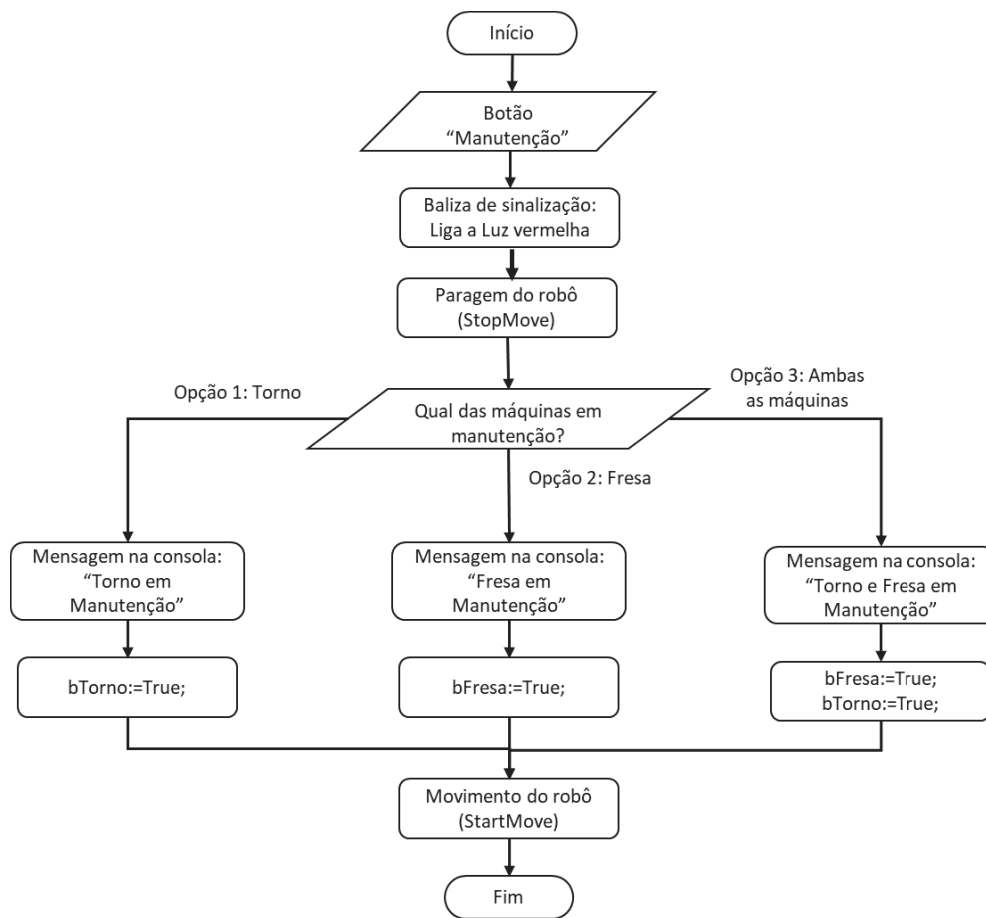 Início
Botão
“Manutenção”
Baliza de sinalização:
Liga a Luz vermelha
Paragem do robô
(StopMove)
Opção 1: Torno
Qual das máquinas em
manutenção?
Opção 3: Ambas
as máquinas
Opção 2: Fresa
Mensagem na consola:
“Torno em
Manutenção”
Mensagem na consola:
“Fresa em
Manutenção”
Mensagem na consola:
“Torno e Fresa em
Manutenção”
bTorno:=True;
bFresa:=True;
bFresa:=True;
bTorno:=True;
Movimento do robô
(StartMove)
Fim